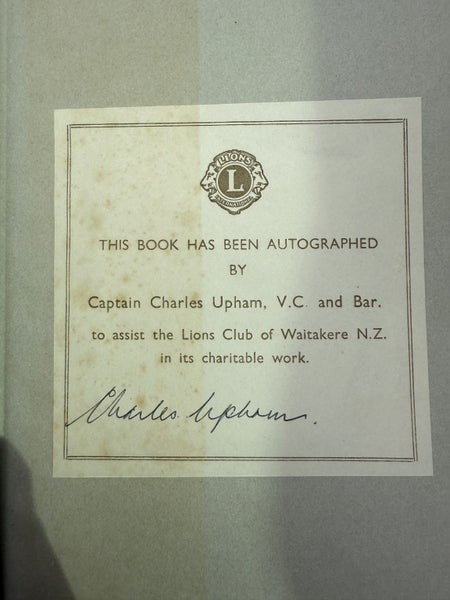 LIONS
L
INTERNATIONAL
THIS BOOK HAS BEEN AUTOGRAPHED
BY
Captain Charles Upham, V.C. and Bar.
to assist the Lions Club of Waitakere N.Z.
in its charitable work.
Charles Upham.